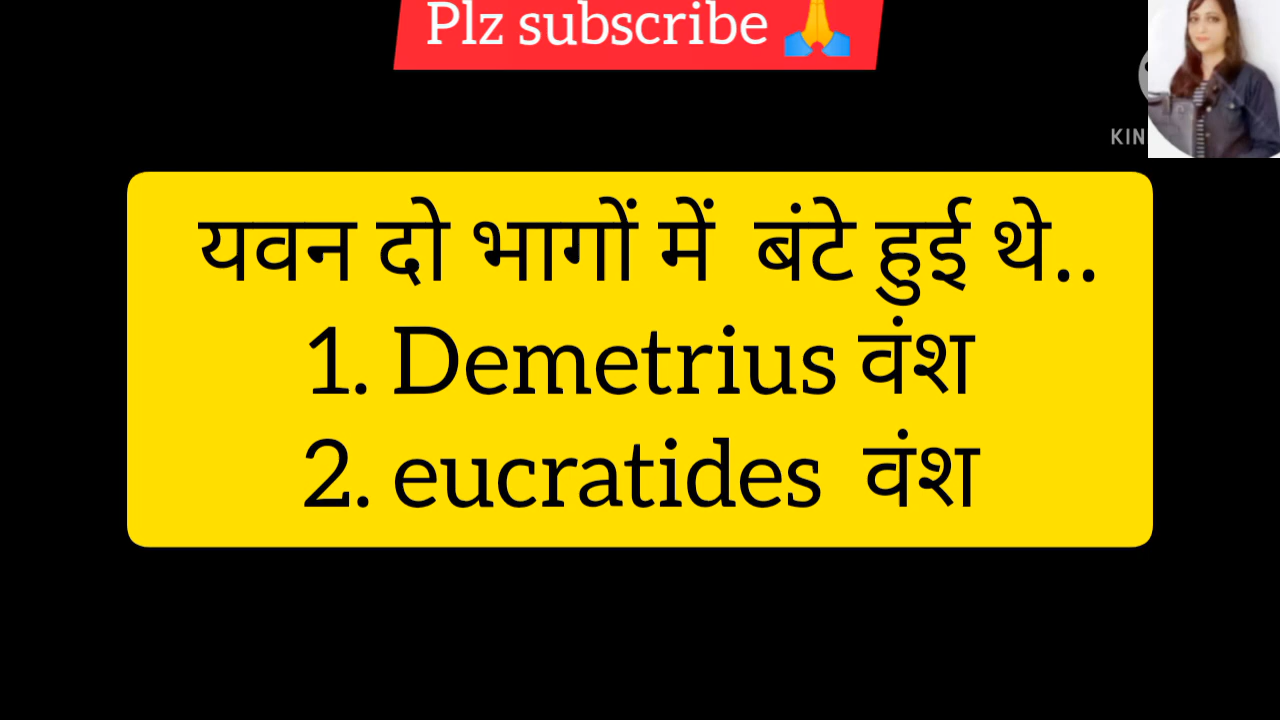 Plz subscribe 🙏
KIN
यवन दो भागों में बंटे हुई थे..
1. Demetrius वंश
2. eucratides वंश